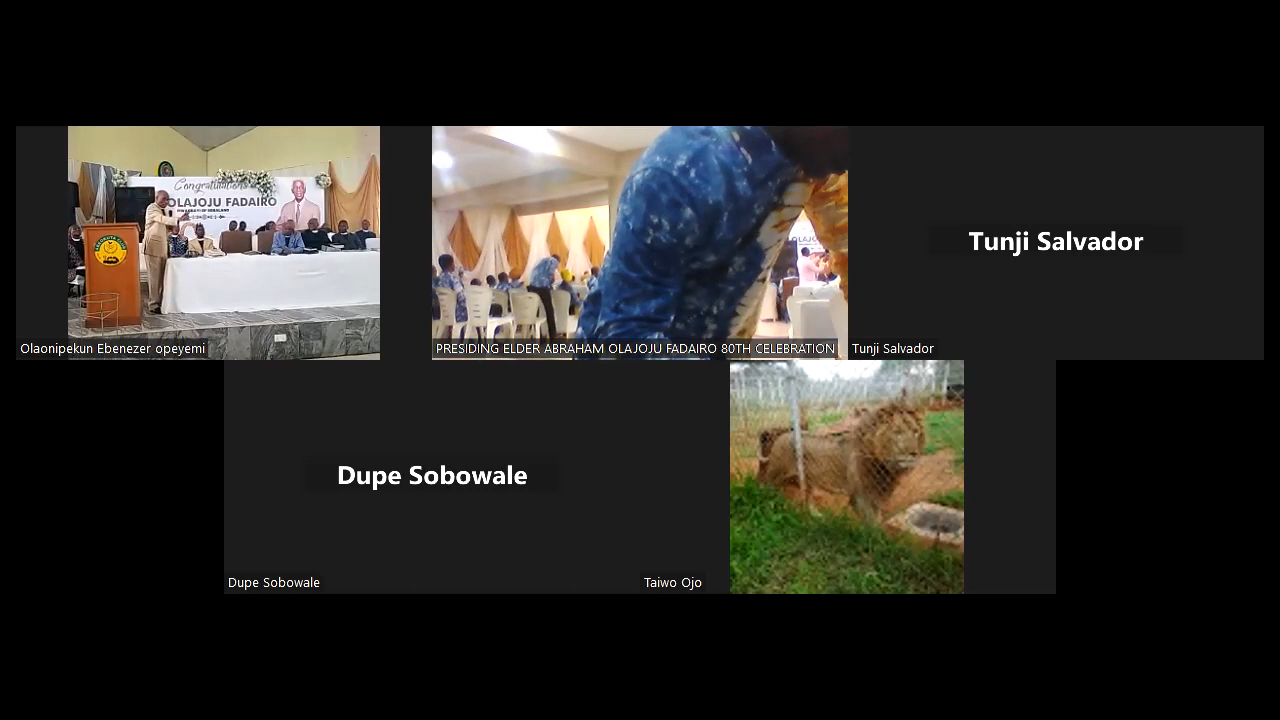 Congratulations
OLAJOJU FADAIRO
Olaonipekun Ebenezer opeyemi
PRESIDING ELDER ABRAHAM OLAJOJU FADAIRO 80TH CELEBRATION
Tunji Salvador
Tunji Salvador
Dupe Sobowale
Dupe Sobowale
Taiwo Ojo